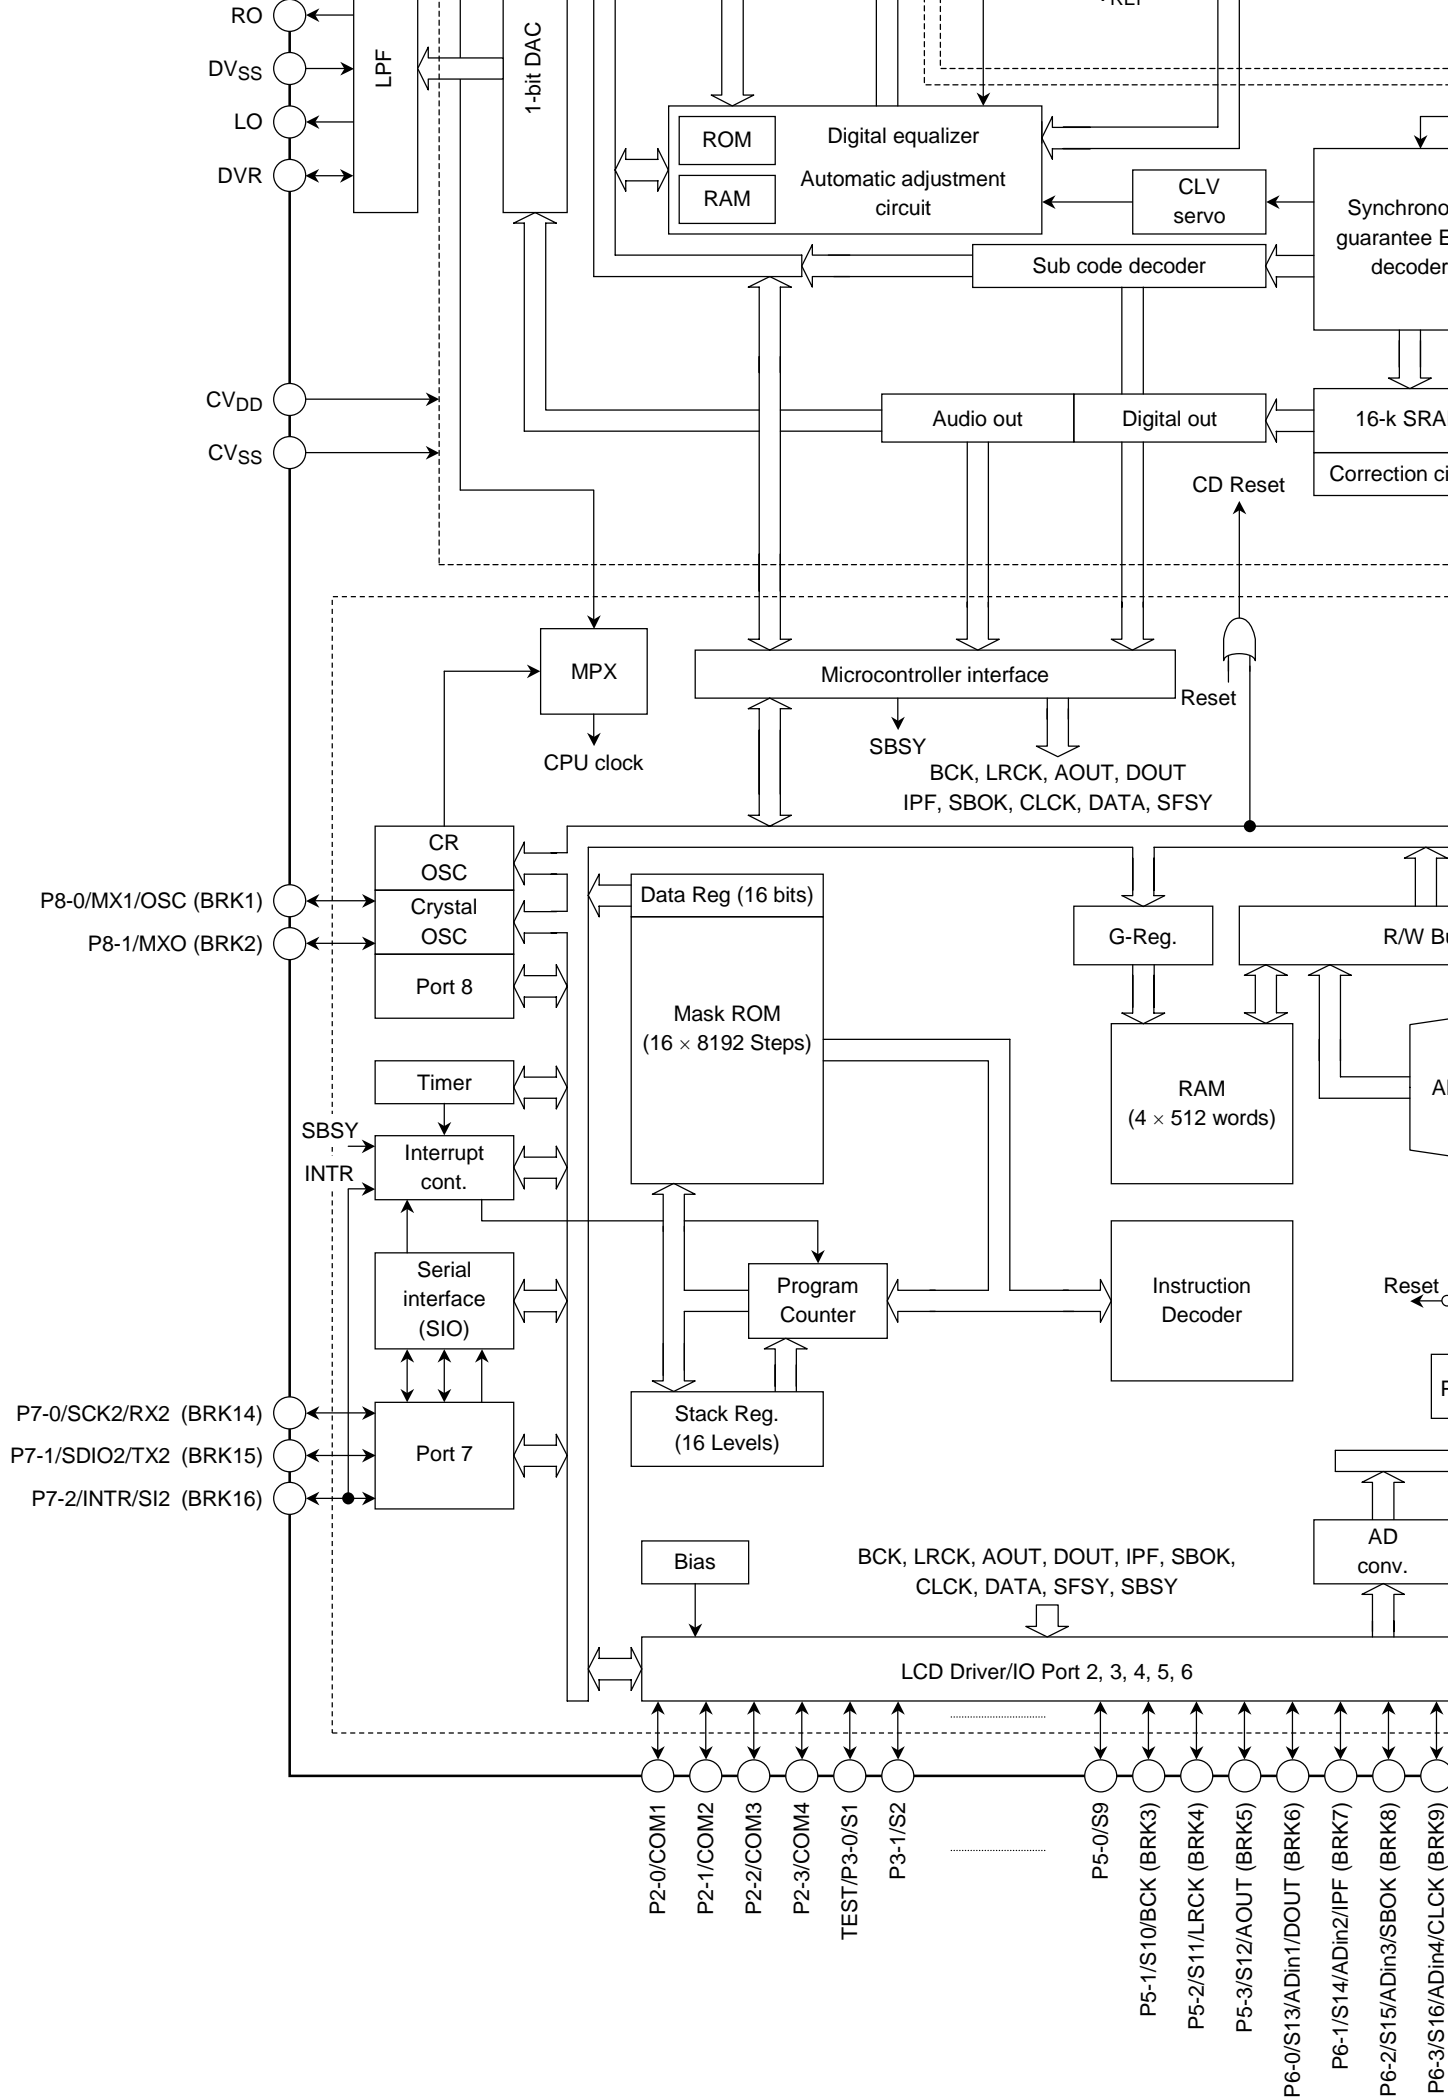 RO
DVSS
LO
DVR
LPF
1-bit DAC
ROM
RAM
Digital equalizer
Automatic adjustment
circuit
CLV
servo
guarantee
decoder
Sub code decoder
CVDD
CVSS
Audio out
Digital out
16-k
Correction
CD Reset
MPX
CPU clock
Microcontroller interface
Reset
SBSY
BCK, LRCK, AOUT, DOUT
IPF, SBOK, CLCK, DATA, SFSY
CR
OSC
Crystal
OSC
Port 8
P8-0/MX1/OSC (BRK1)
P8-1/MXO (BRK2)
Data Reg (16 bits)
Mask ROM
(16 × 8192 Steps)
G-Reg.
R/W
RAM
(4 × 512 words)
Timer
SBSY
INTR
Interrupt
cont.
Serial
interface
(SIO)
Program
Counter
Instruction
Decoder
Reset
Stack Reg.
(16 Levels)
P7-0/SCK2/RX2 (BRK14)
P7-1/SDIO2/TX2 (BRK15)
P7-2/INTR/SI2 (BRK16)
Port 7
Bias
BCK, LRCK, AOUT, DOUT, IPF, SBOK,
CLCK, DATA, SFSY, SBSY
AD
conv.
LCD Driver/IO Port 2, 3, 4, 5, 6
P2-0/COM1
P2-1/COM2
P2-2/COM3
P2-3/COM4
TEST/P3-0/S1
P3-1/S2
P5-0/S9
P5-1/S10/BCK (BRK3)
P5-2/S11/LRCK (BRK4)
P5-3/S12/AOUT (BRK5)
P6-0/S13/ADin1/DOUT (BRK6)
P6-1/S14/ADin2/IPF (BRK7)
P6-2/S15/ADin3/SBOK (BRK8)
P6-3/S16/ADin4/CLCK (BRK9)